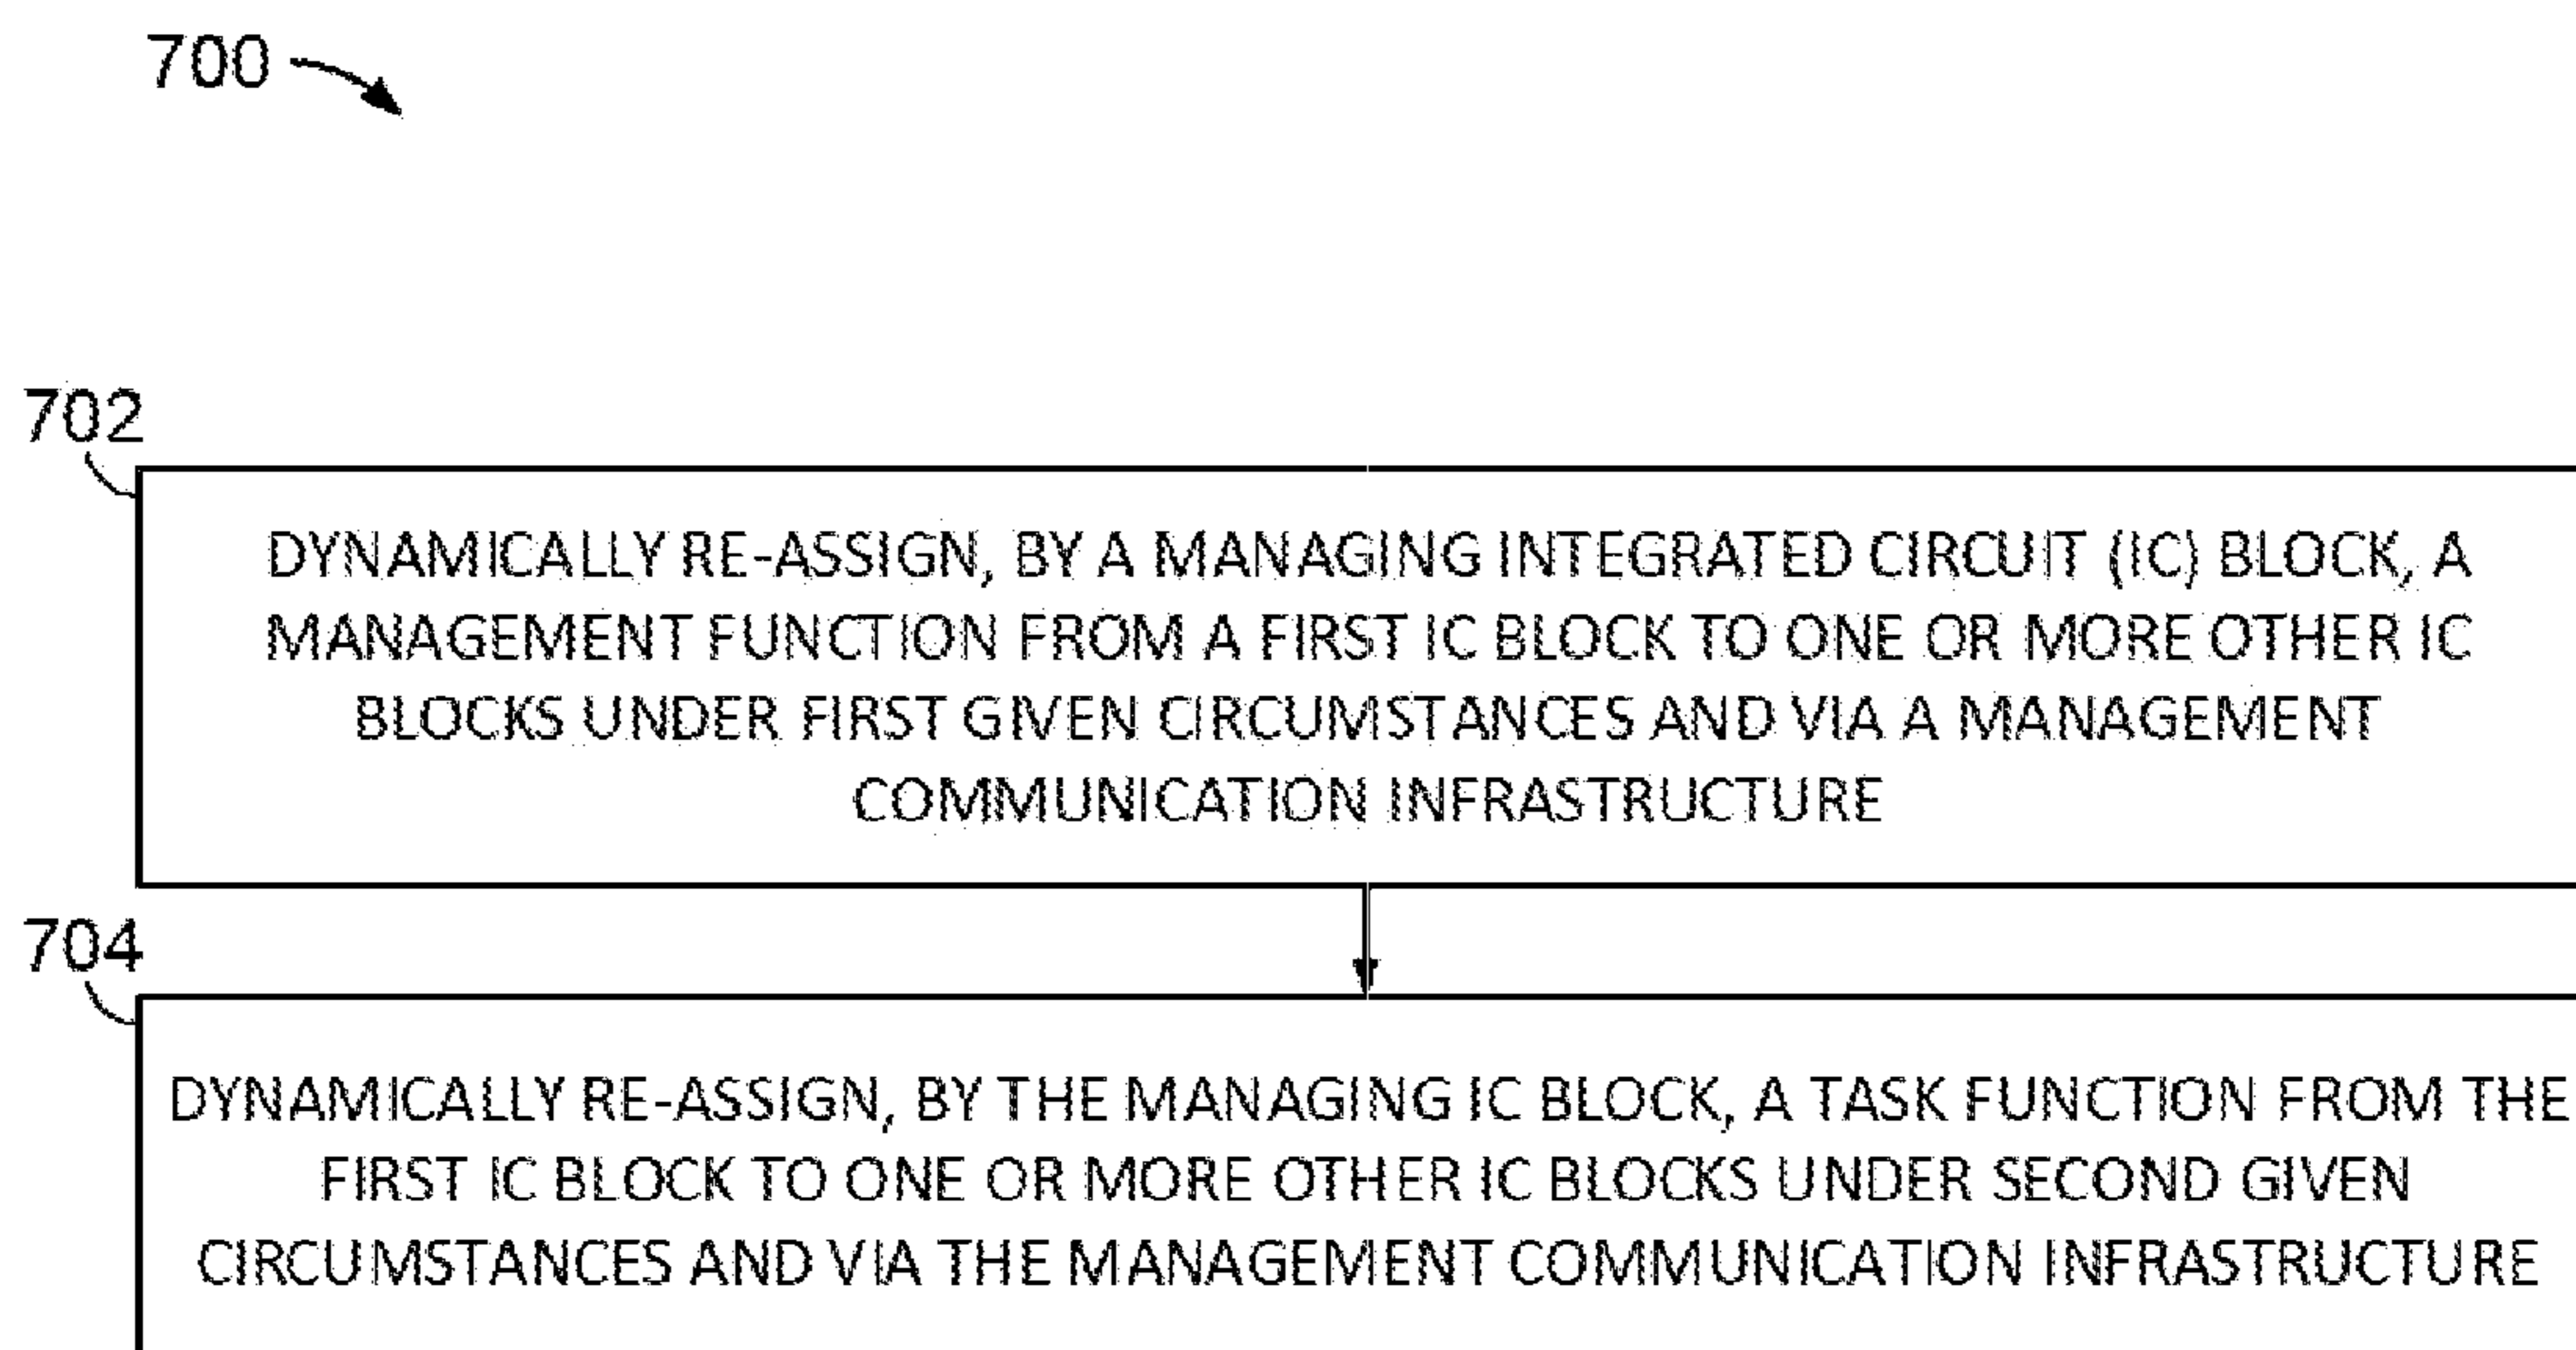 700
702
DYNAMICALLY RE-ASSIGN, BY A MANAGING INTEGRATED CIRCUIT (IC) BLOCK, A
MANAGEMENT FUNCTION FROM A FIRST IC BLOCK TO ONE OR MORE OTHER IC
BLOCKS UNDER FIRST GIVEN CIRCUMSTANCES AND VIA A MANAGEMENT
COMMUNICATION INFRASTRUCTURE
704
DYNAMICALLY RE-ASSIGN, BY THE MANAGING IC BLOCK, A TASK FUNCTION FROM THE
FIRST IC BLOCK TO ONE OR MORE OTHER IC BLOCKS UNDER SECOND GIVEN
CIRCUMSTANCES AND VIA THE MANAGEMENT COMMUNICATION INFRASTRUCTURE